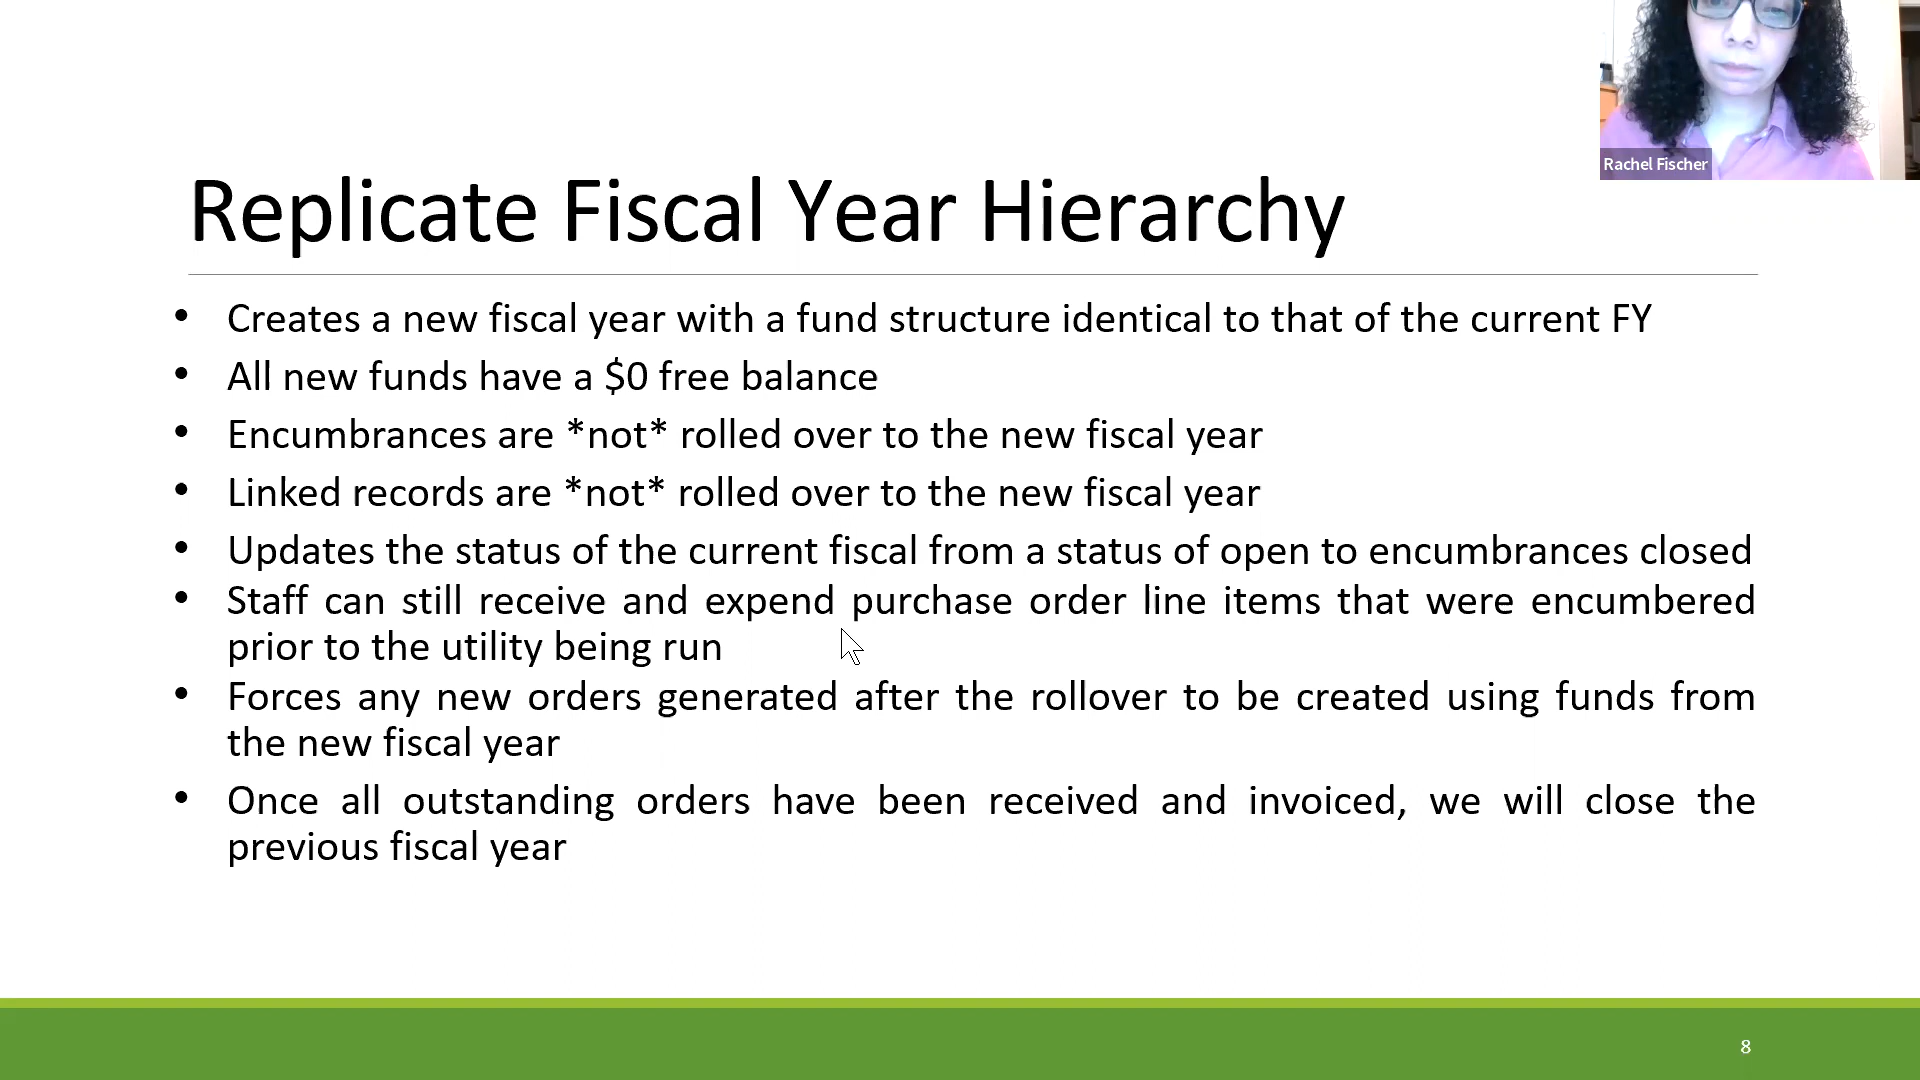 Rachel Fischer
Replicate Fiscal Year Hierarchy
• Creates a new fiscal year with a fund structure identical to that of the current FY
• All new funds have a $0 free balance
• Encumbrances are *not* rolled over to the new fiscal year
• Linked records are *not* rolled over to the new fiscal year
• Updates the status of the current fiscal from a status of open to encumbrances closed
• Staff can still receive and expend purchase order line items that were encumbered
prior to the utility being run
• Forces any new orders generated after the rollover to be created using funds from
the new fiscal year
• Once all outstanding orders have been received and invoiced, we will close the
previous fiscal year
8